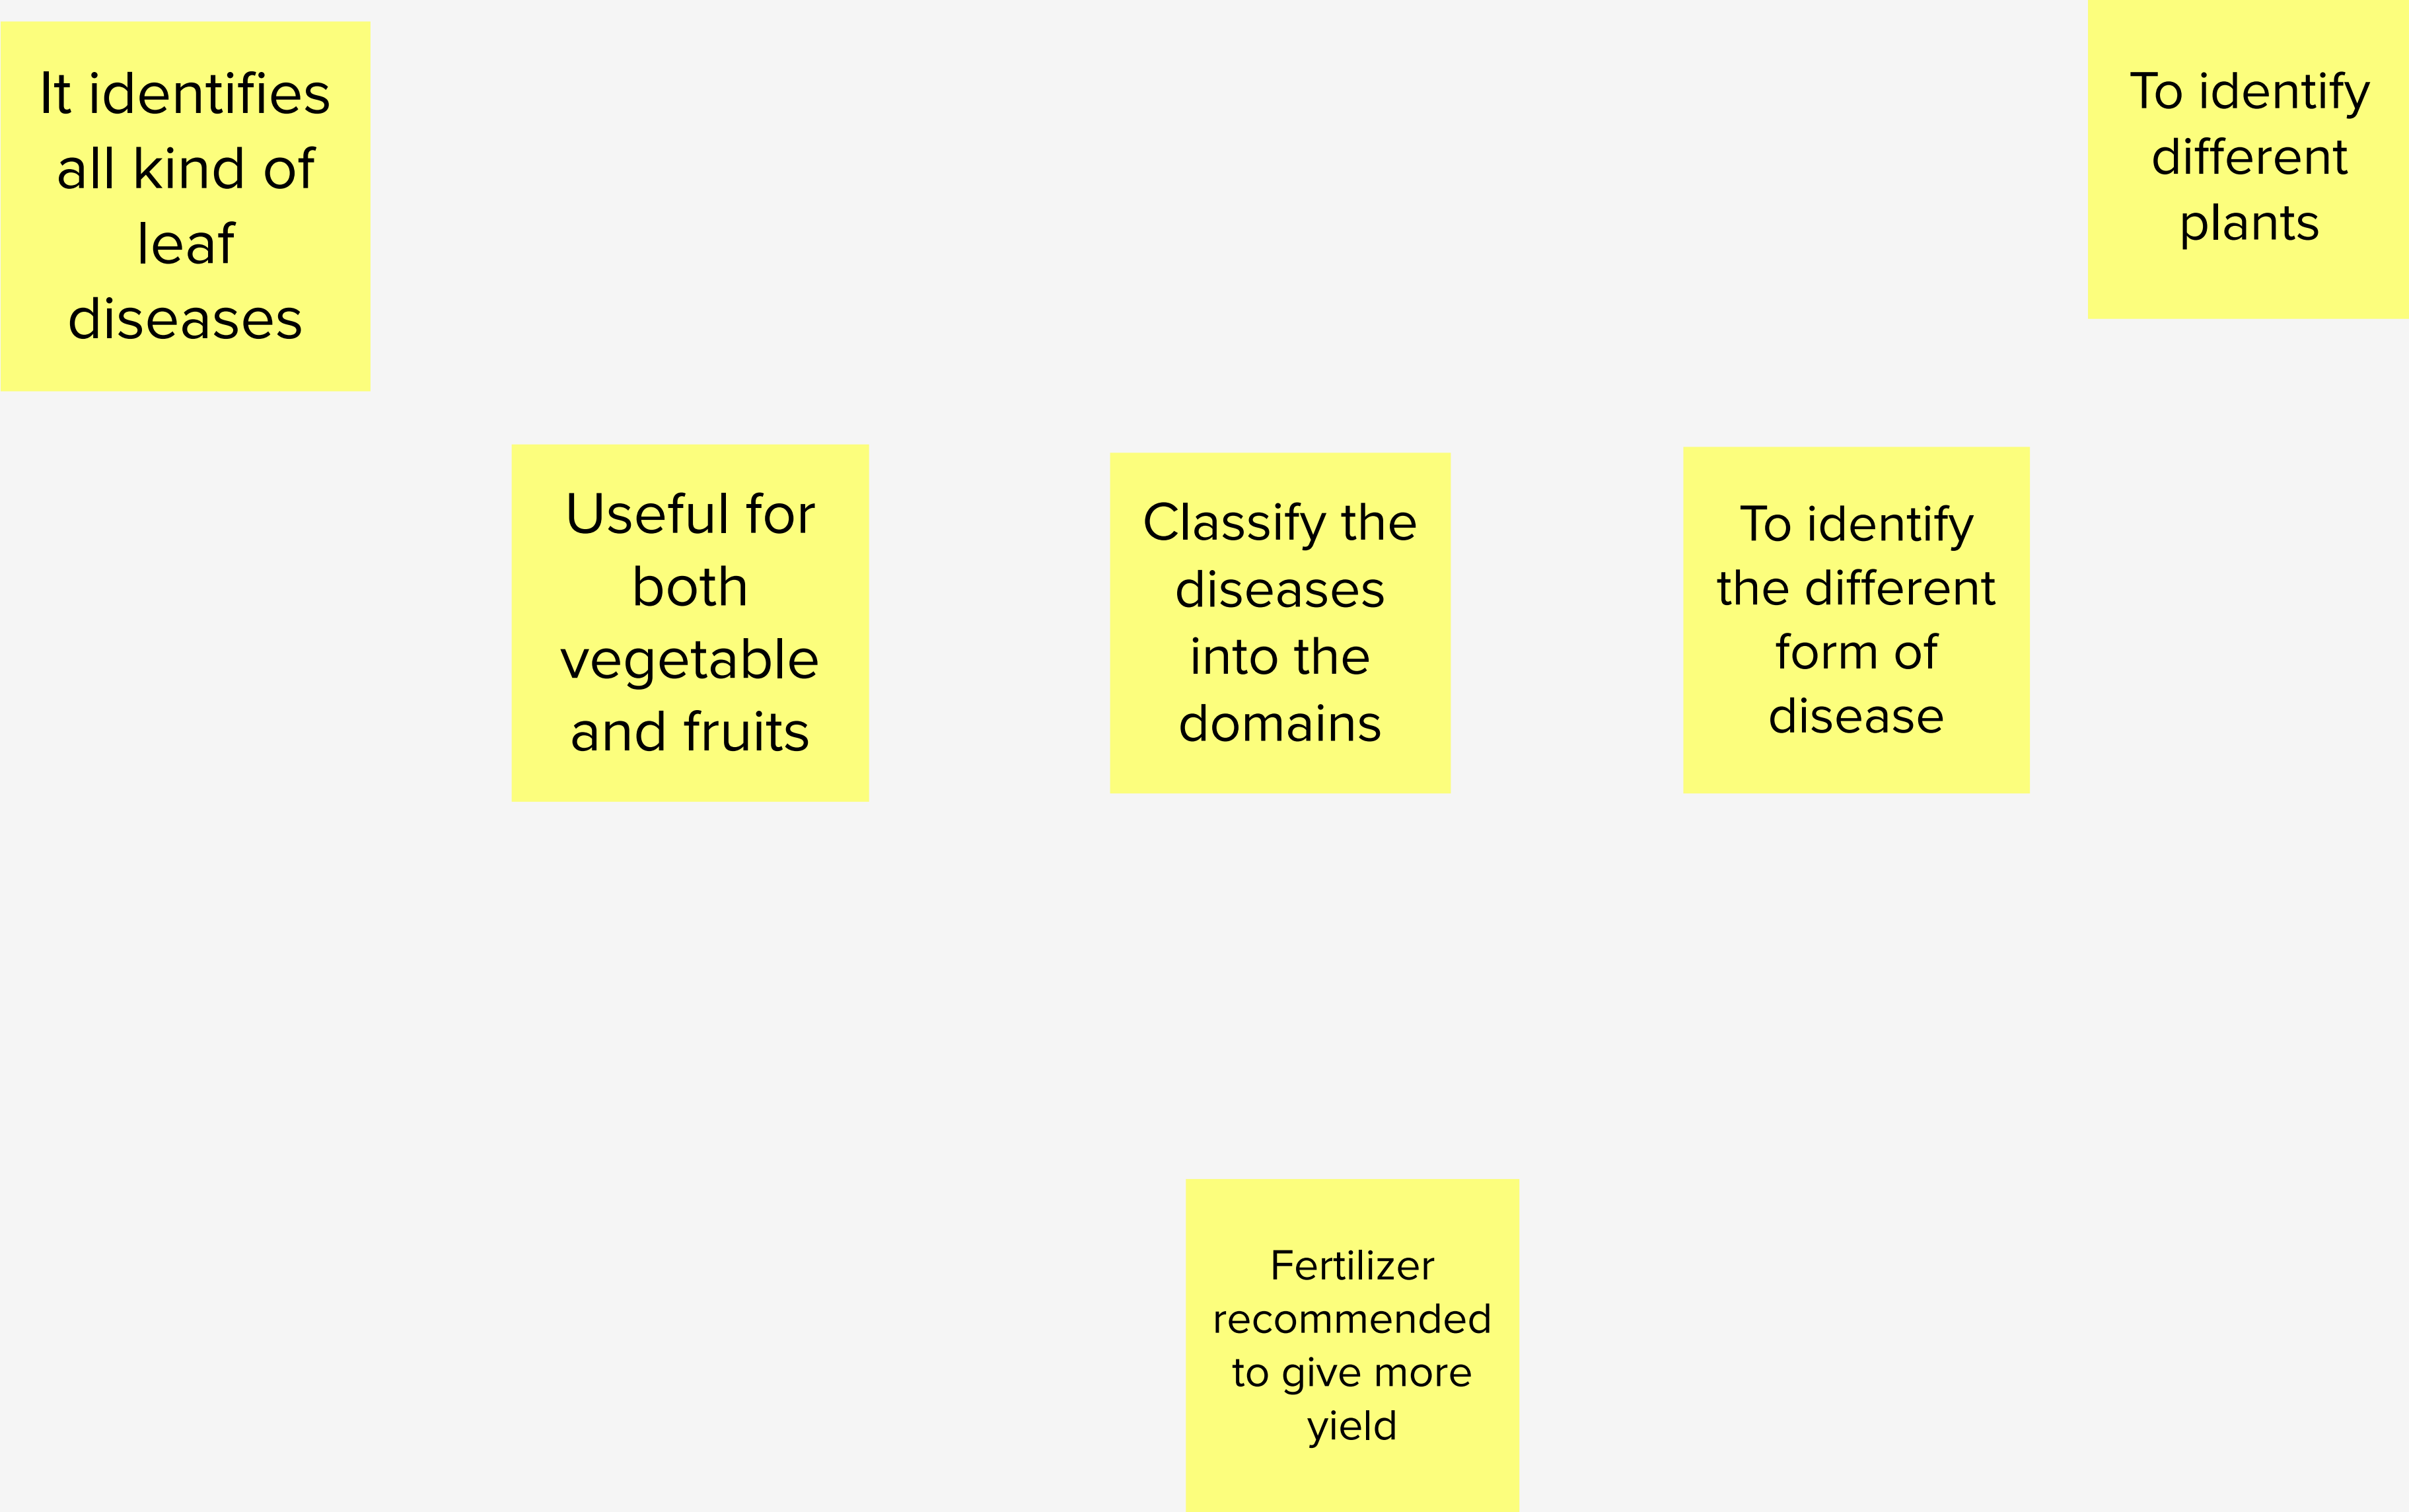 It identifies
all kind of
leaf
diseases
To identify
different
plants
Useful for
both
vegetable
and fruits
Classify the
diseases
into the
domains
To identify
the different
form of
disease
Fertilizer
recommended
to give more
yield